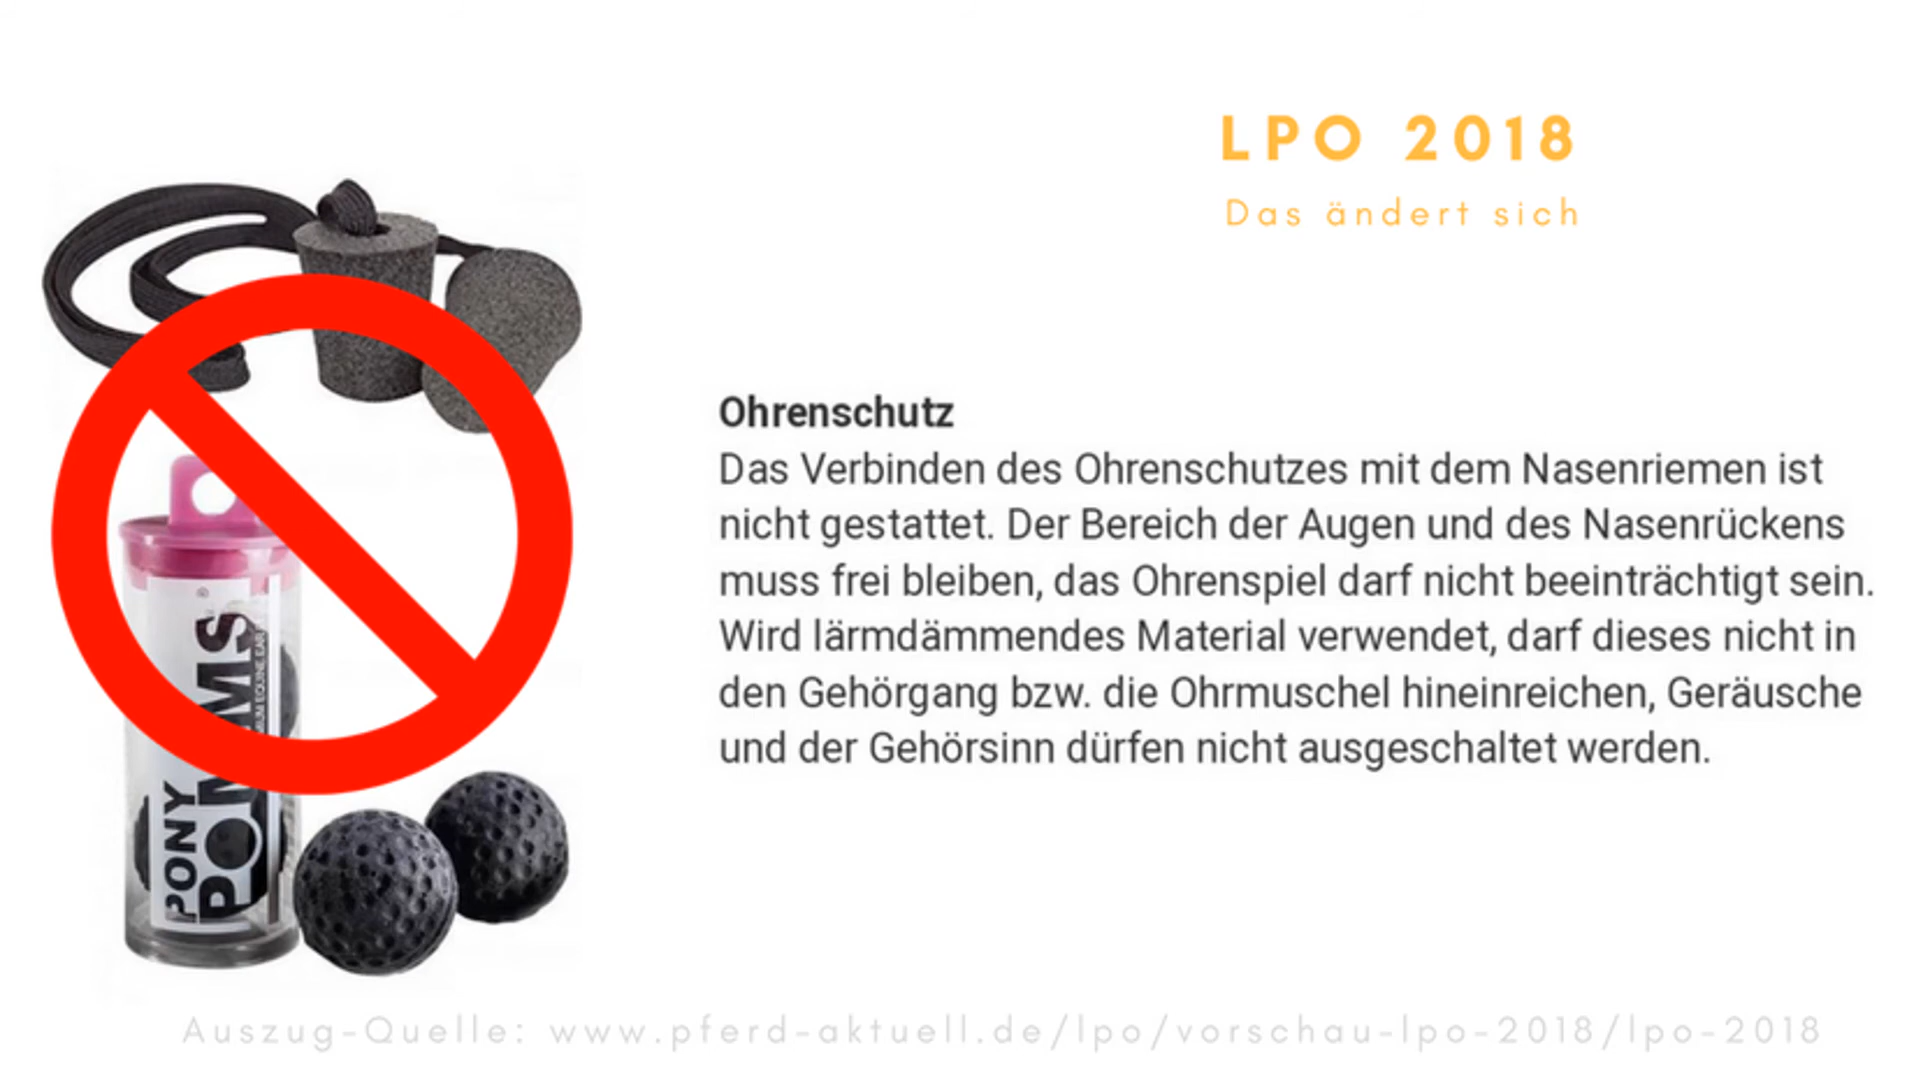 LPO 2018
Das ändert sich
Ohrenschutz
Das Verbinden des Ohrenschutzes mit dem Nasenriemen ist
nicht gestattet. Der Bereich der Augen und des Nasenrückens
muss frei bleiben, das Ohrenspiel darf nicht beeinträchtigt sein.
Wird lärmdämmendes Material verwendet, darf dieses nicht in
den Gehörgang bzw. die Ohrmuschel hineinreichen, Geräusche
und der Gehörsinn dürfen nicht ausgeschaltet werden.
PONY
EQUINE EAR
Auszug-Quelle: www.pferd-aktuell.de/lpo/vorschau-lpo-2018/lpo-2018